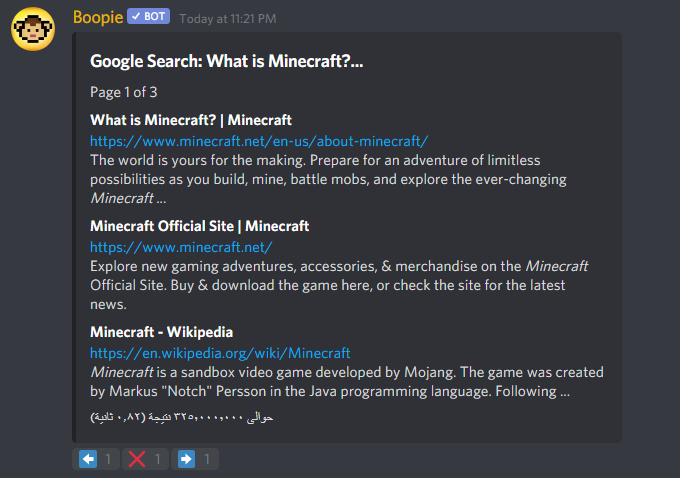 Boopie ✓ BOT Today at 11:21 PM
Google Search: What is Minecraft?...
Page 1 of 3
What is Minecraft? | Minecraft
https://www.minecraft.net/en-us/about-minecraft/
The world is yours for the making. Prepare for an adventure of limitless
possibilities as you build, mine, battle mobs, and explore the ever-changing
Minecraft ...
Minecraft Official Site | Minecraft
https://www.minecraft.net/
Explore new gaming adventures, accessories, & merchandise on the Minecraft
Official Site. Buy & download the game here, or check the site for the latest
news.
Minecraft - Wikipedia
https://en.wikipedia.org/wiki/Minecraft
Minecraft is a sandbox video game developed by Mojang. The game was created
by Markus "Notch" Persson in the Java programming language. Following ...
حوالى ٣٢٥,٠٠٠,٠٠٠ نتيجة (٠,٨٢ ثانية)
1 1 1